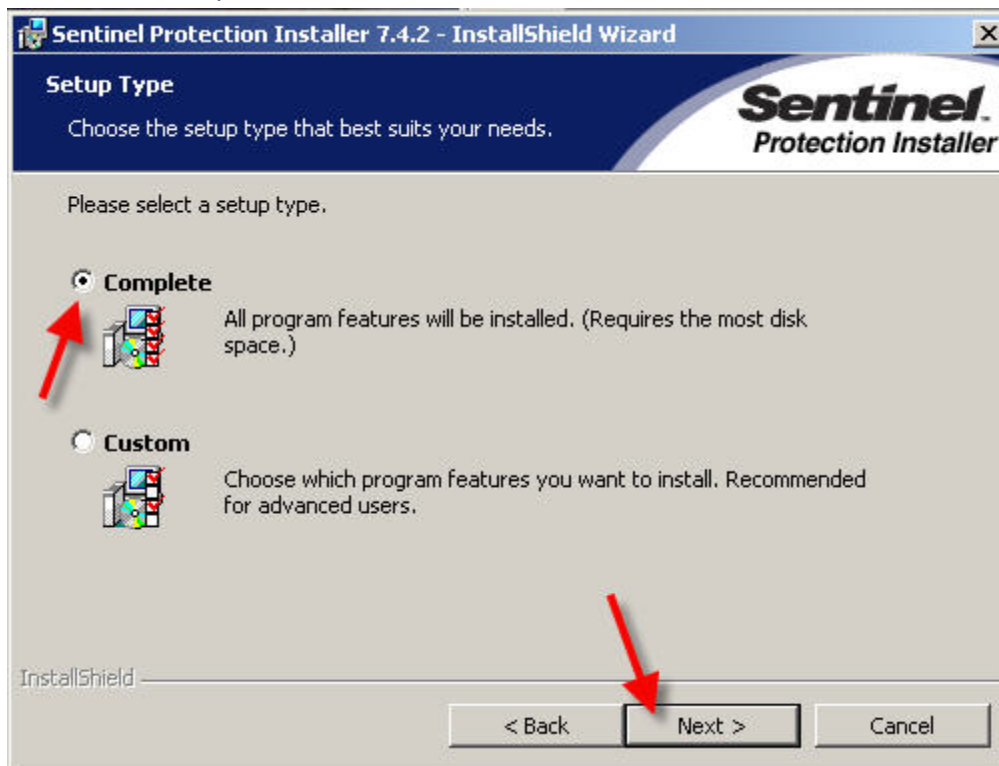 Sentinel Protection Installer 7.4.2 - InstallShield Wizard
Setup Type
Choose the setup type that best suits your needs.
Sentinel.
Protection Installer
Please select a setup type.
Complete
All program features will be installed. (Requires the most disk
space.)
Custom
Choose which program features you want to install. Recommended
for advanced users.
InstallShield
< Back
Next >
Cancel